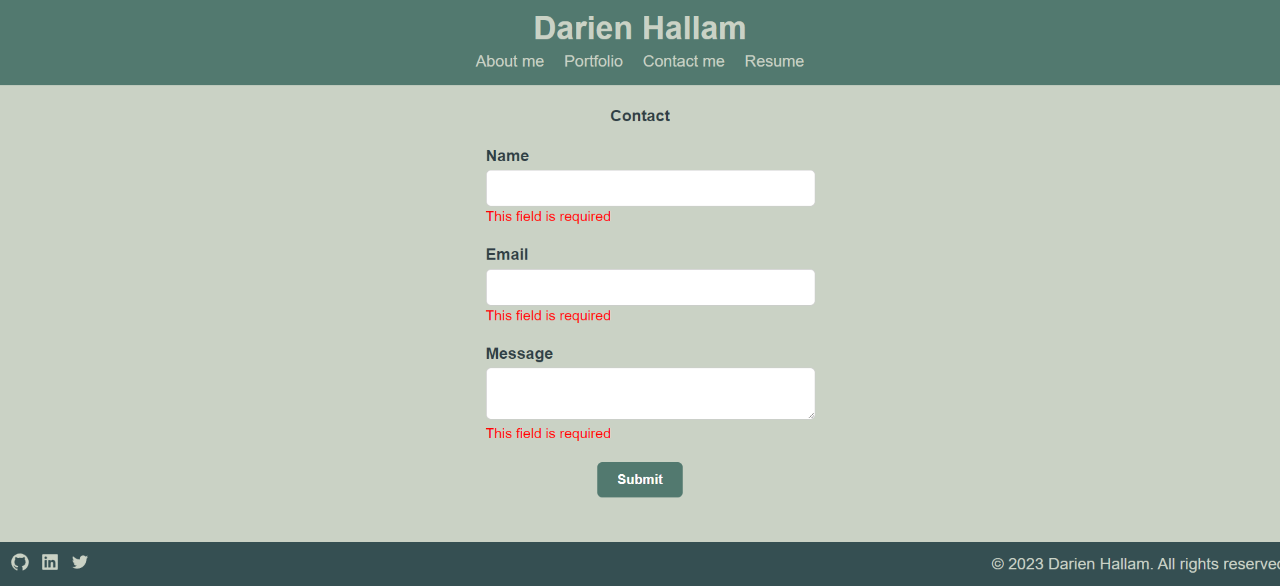 Darien Hallam
About me Portfolio Contact me Resume
Contact
Name
This field is required
Email
This field is required
Message
This field is required
Submit
© 2023 Darien Hallam. All rights reserve